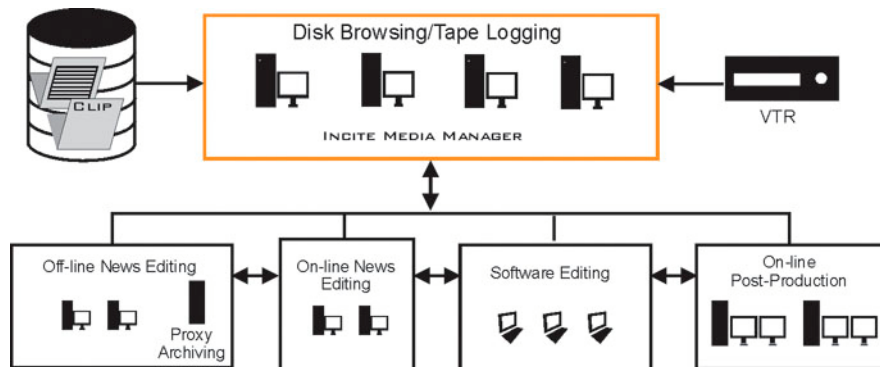 Disk Browsing/Tape Logging
CLIP
INCITE MEDIA MANAGER
VTR
Off-line News Editing
Proxy
Archiving
On-line News
Editing
Software Editing
On-line
Post-Production